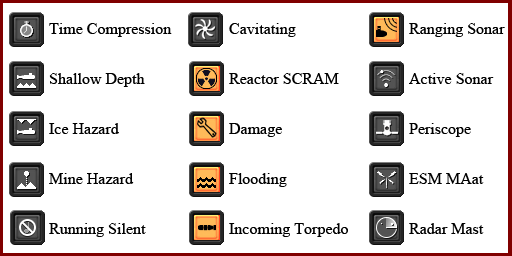 Time Compression
Cavitating
Ranging Sonar
Shallow Depth
Reactor SCRAM
Active Sonar
Ice Hazard
Damage
Periscope
Mine Hazard
Flooding
ESM MAat
Running Silent
Incoming Torpedo
Radar Mast